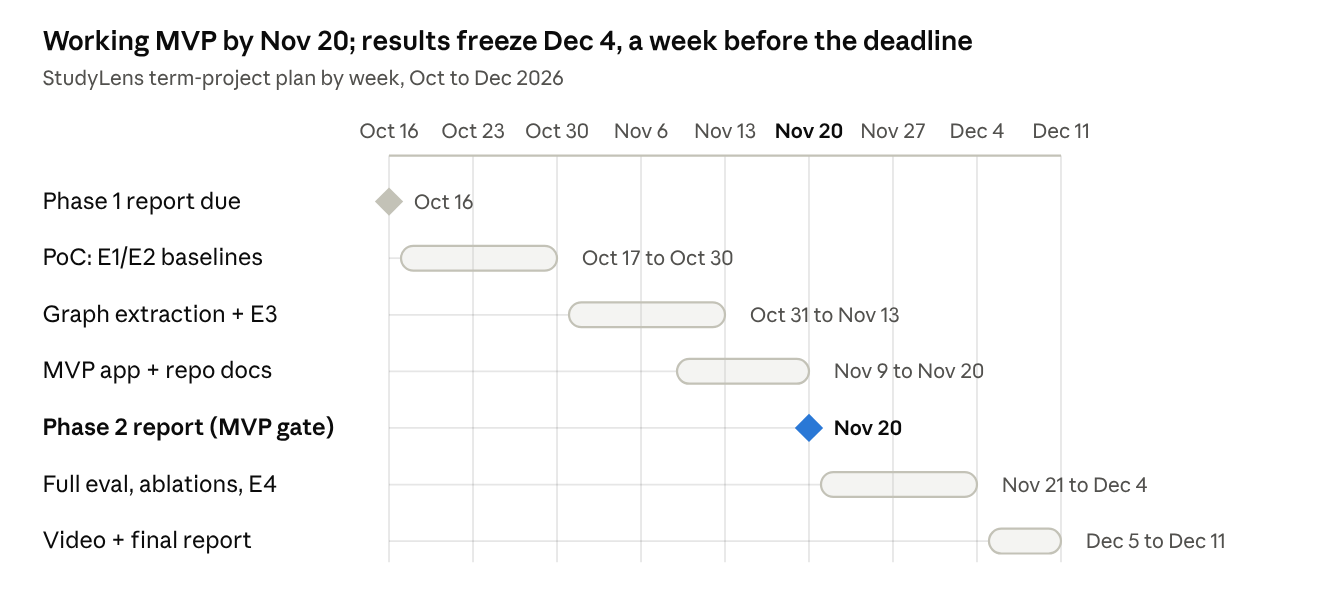 Working MVP by Nov 20; results freeze Dec 4, a week before the deadline
StudyLens term-project plan by week, Oct to Dec 2026
Oct 16 Oct 23 Oct 30 Nov 6 Nov 13 Nov 20 Nov 27 Dec 4 Dec 11
Phase 1 report due Oct 16
PoC: E1/E2 baselines Oct 17 to Oct 30
Graph extraction + E3 Oct 31 to Nov 13
MVP app + repo docs Nov 9 to Nov 20
Phase 2 report (MVP gate) Nov 20
Full eval, ablations, E4 Nov 21 to Dec 4
Video + final report Dec 5 to Dec 11